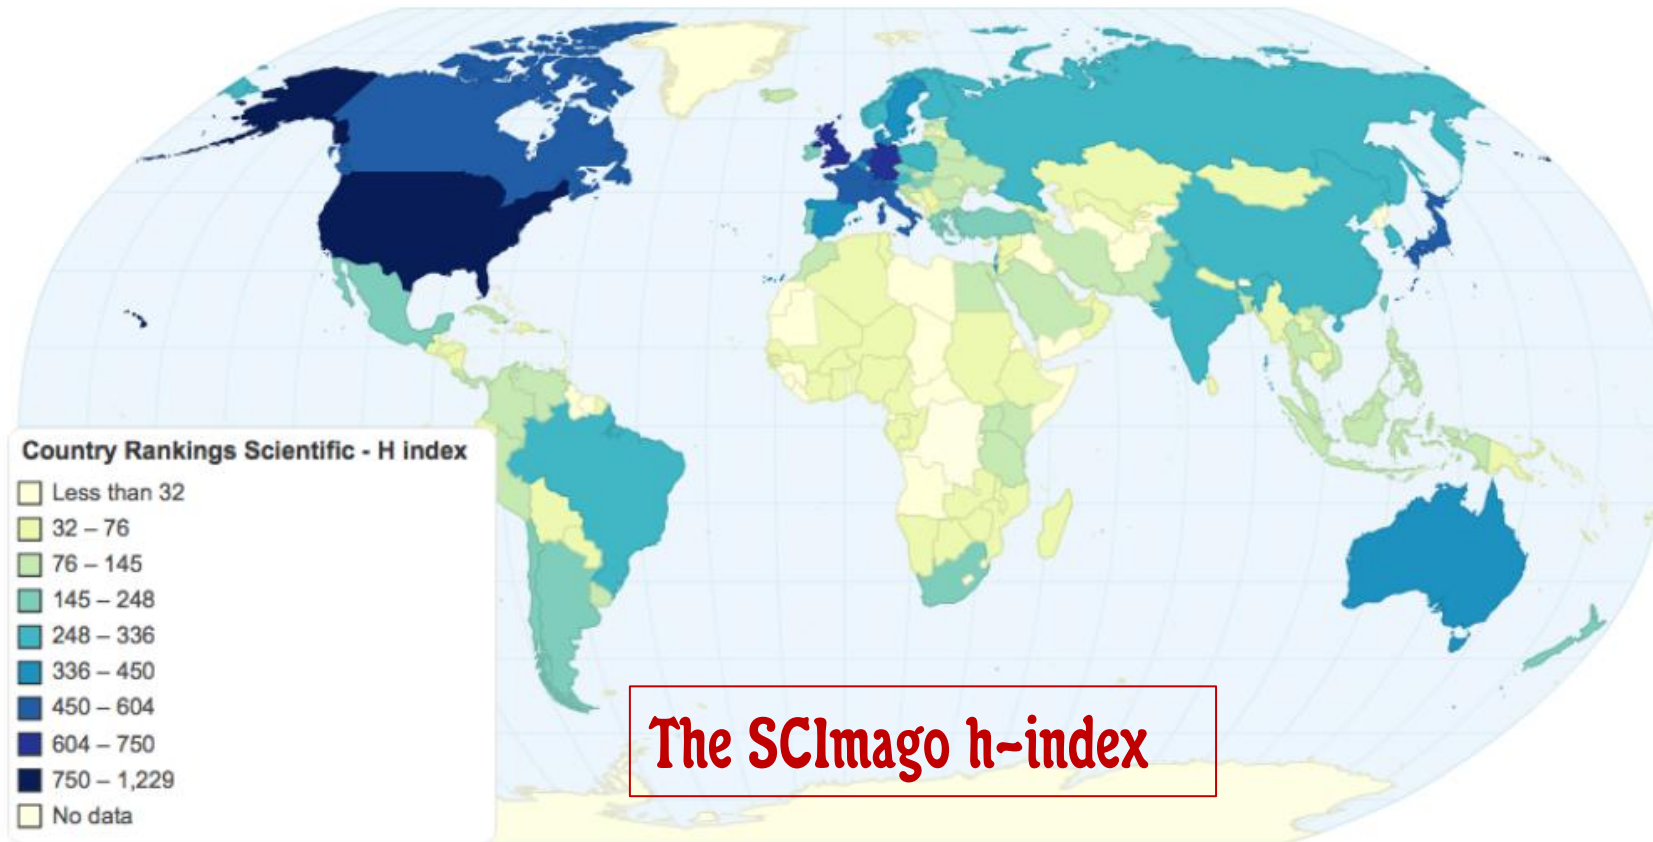 Country Rankings Scientific - H index
Less than 32
32 – 76
76 – 145
145 – 248
248 – 336
336 – 450
450 – 604
604 – 750
750 – 1,229
No data
The SCImago h-index